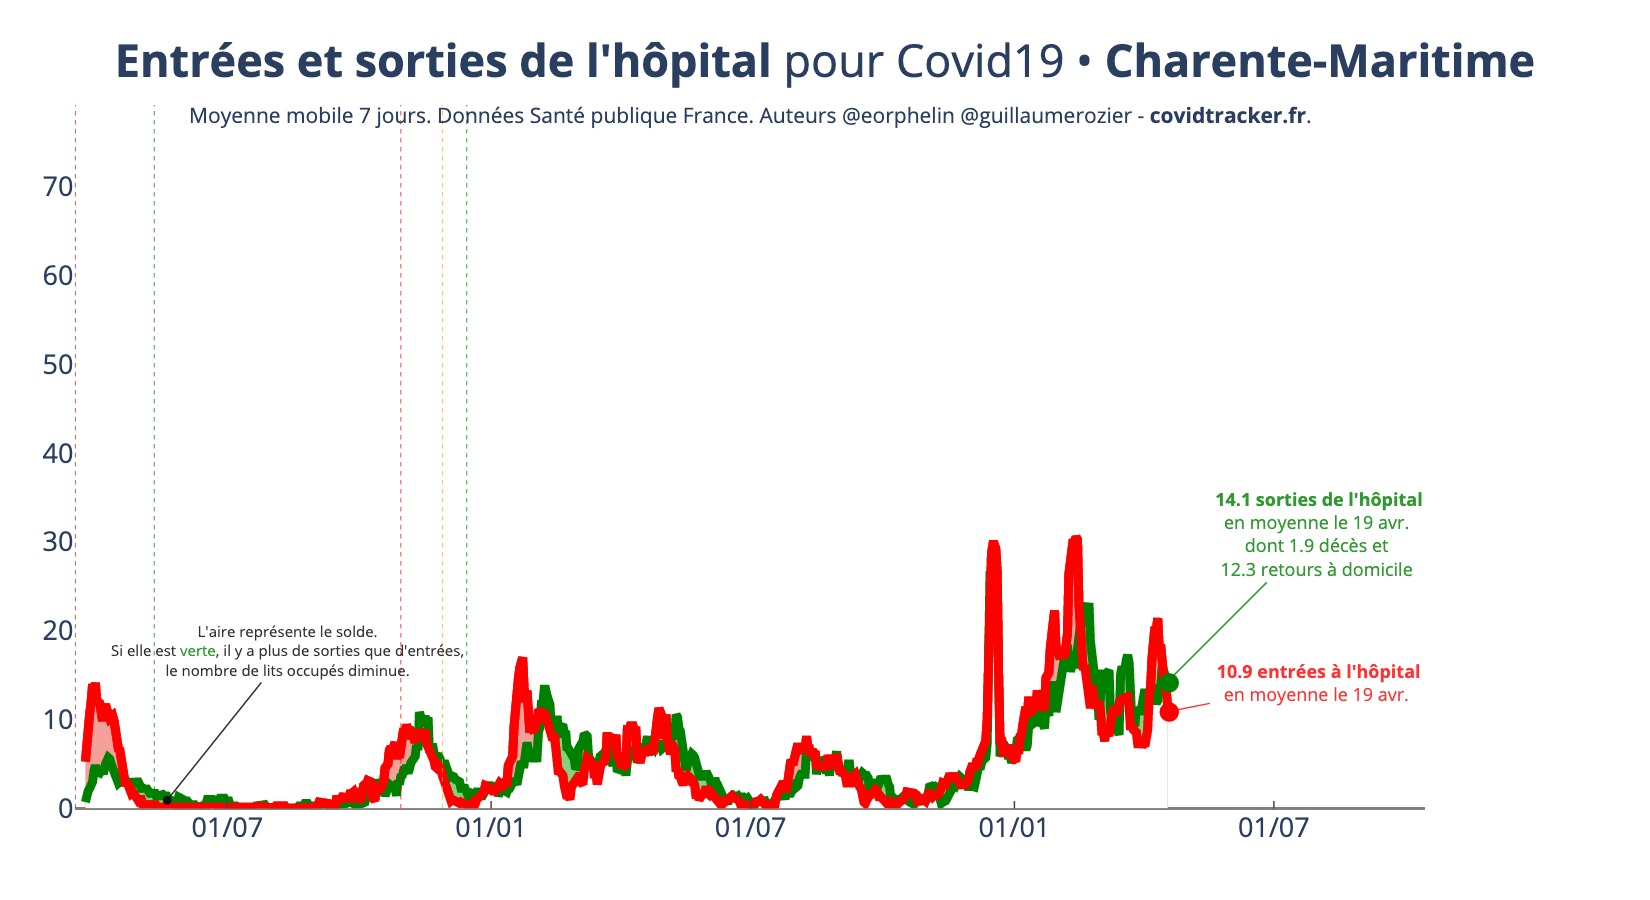 Entrées et sorties de l'hôpital pour Covid19 • Charente-Maritime
Moyenne mobile 7 jours. Données Santé publique France. Auteurs @eorphelin @guillaumerozier - covidtracker.fr.
70
60
50
40
30
20
10
0
14.1 sorties de l'hôpital
en moyenne le 19 avr.
dont 1.9 décès et
12.3 retours à domicile
L'aire représente le solde.
Si elle est verte, il y a plus de sorties que d'entrées,
le nombre de lits occupés diminue.
10.9 entrées à l'hôpital
en moyenne le 19 avr.
01/07
01/01
01/07
01/01
01/07